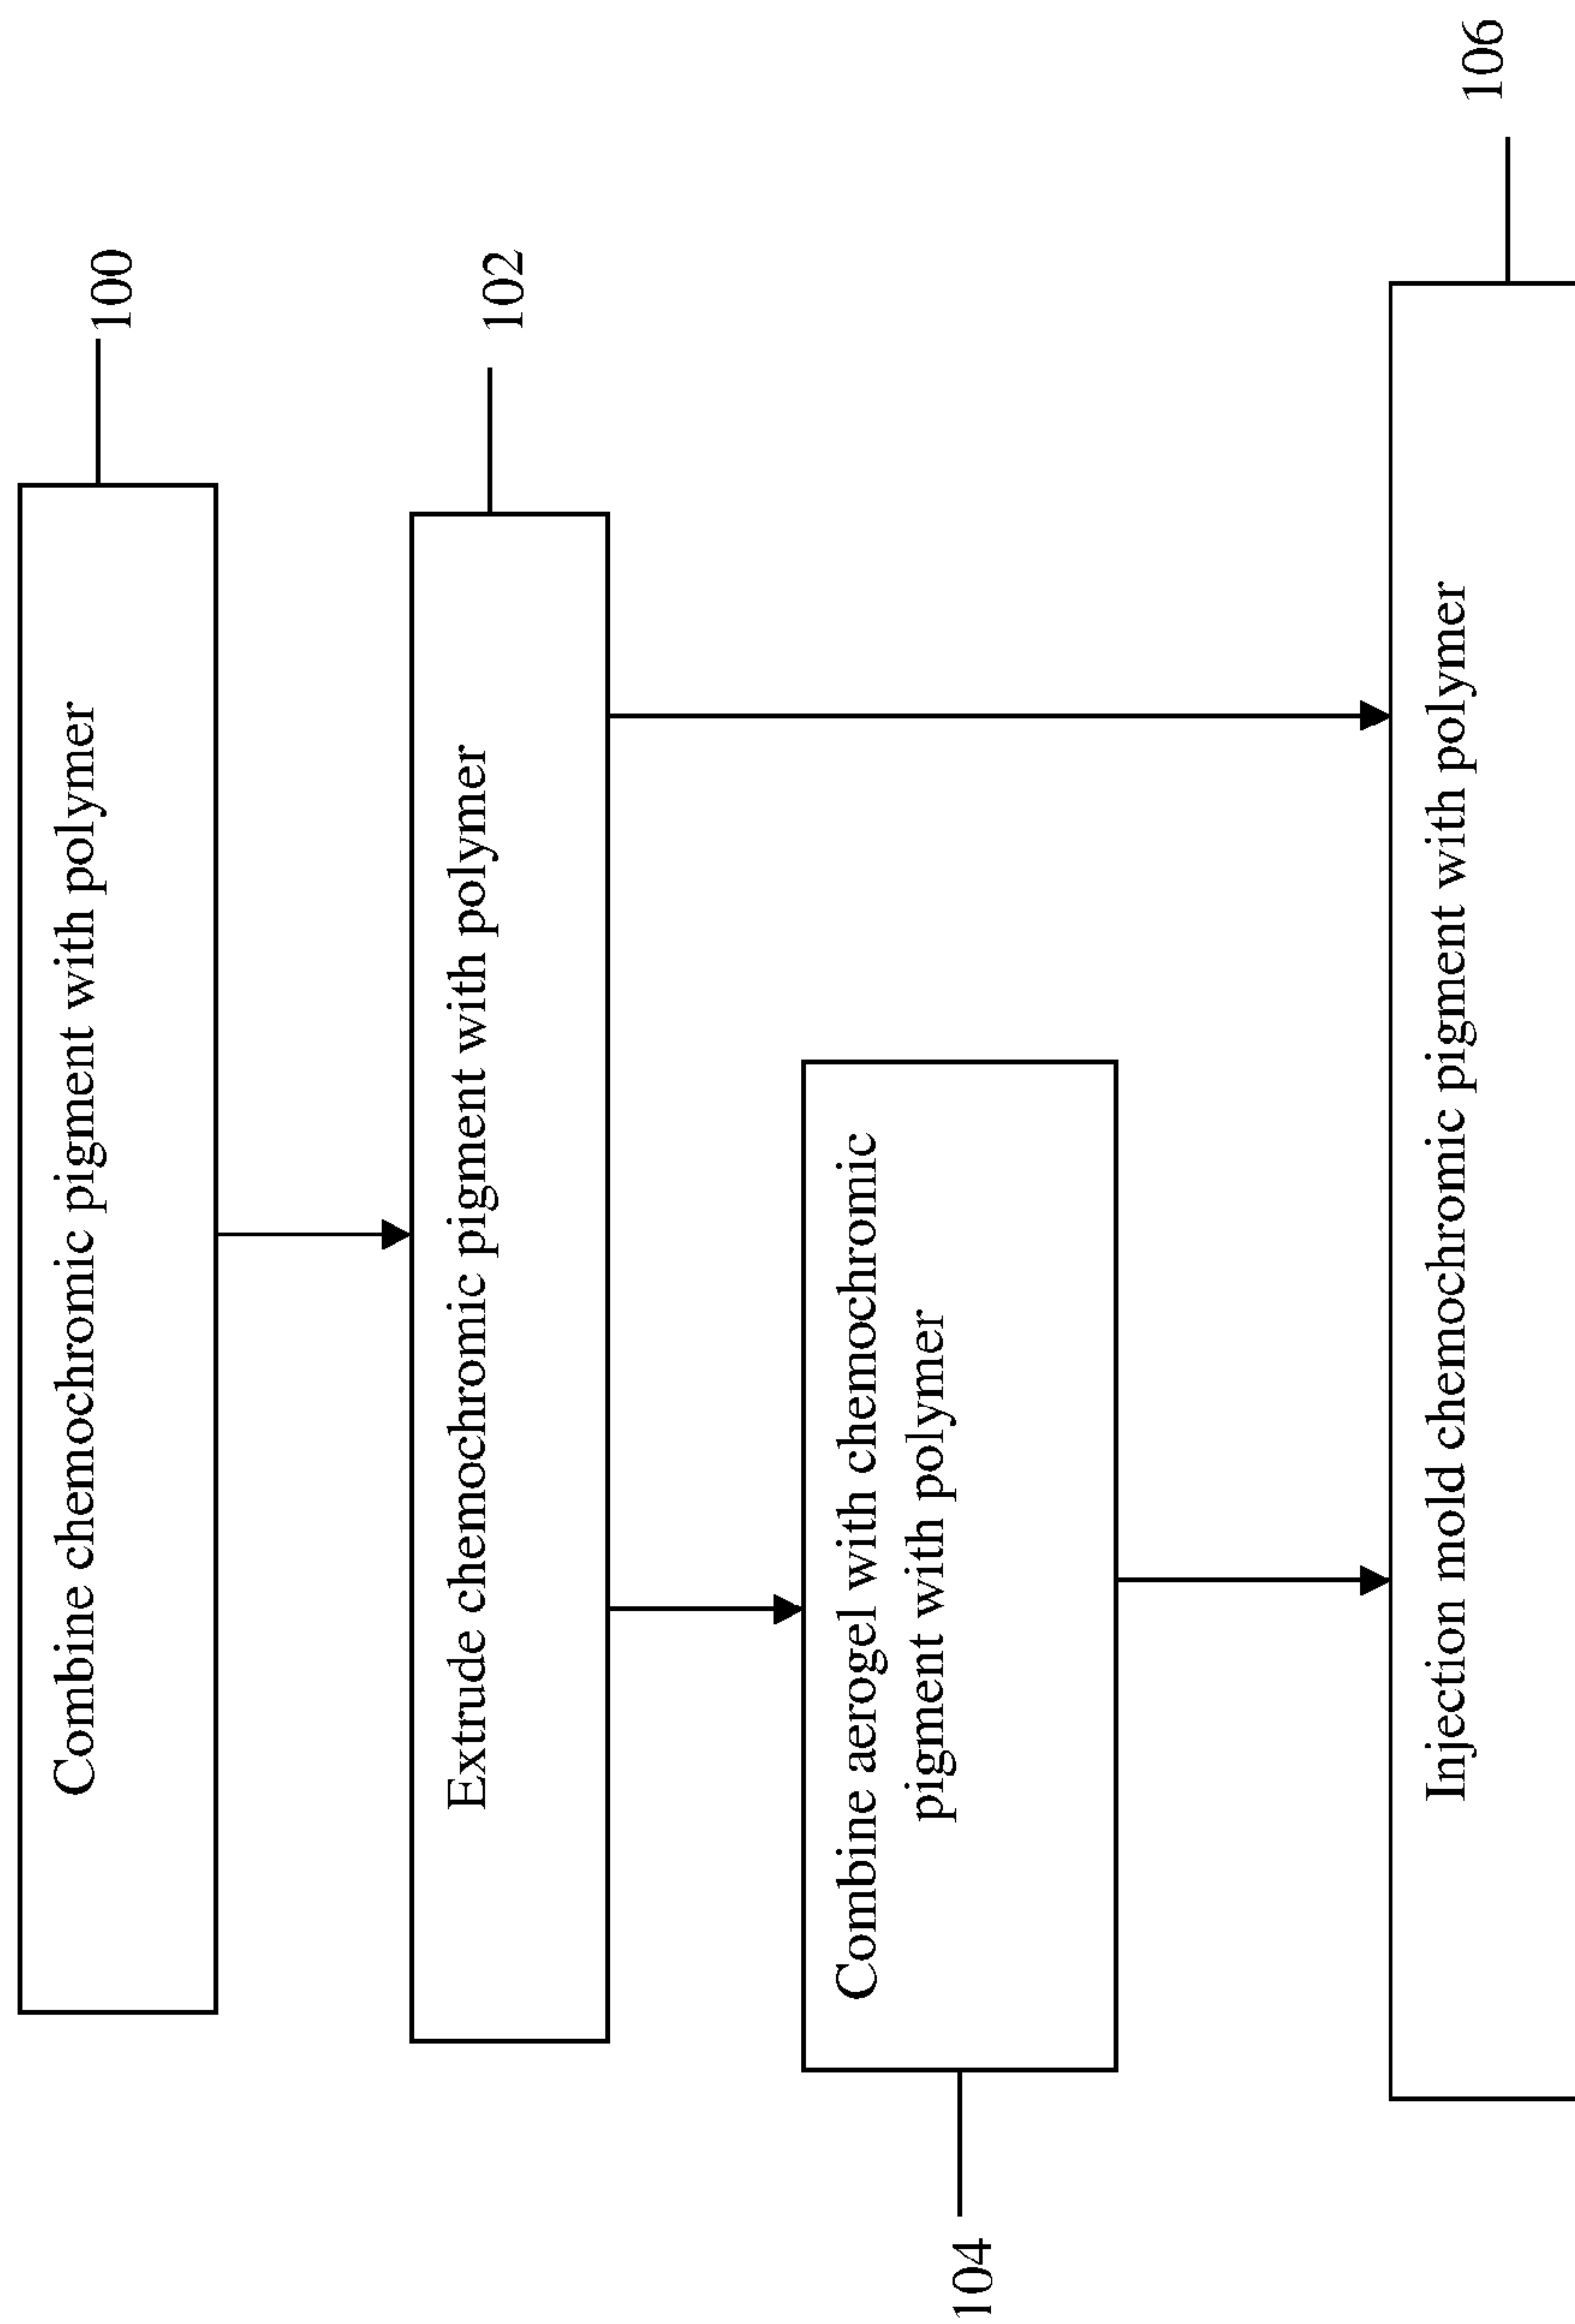 Combine chemochromic pigment with polymer
100
Extrude chemochromic pigment with polymer
102
Combine aerogel with chemochromic
pigment with polymer
104
Injection mold chemochromic pigment with polymer
106